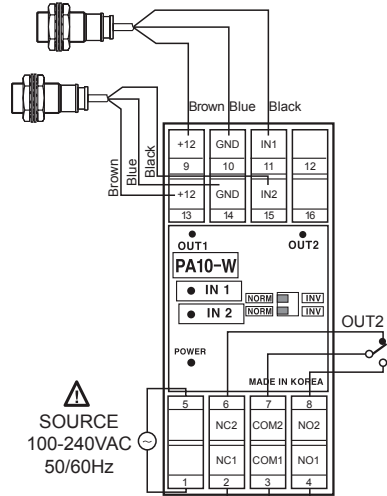 Brown Blue Black
Brown
Blue
Black
+12 GND IN1
9 10 11 12
+12 GND IN2
13 14 15 16
OUT1 OUT2
PA10-W
IN 1
NORM INV
IN 2
NORM INV
OUT2
POWER
MADE IN KOREA
5 6 7 8
NC2 COM2 NO2
SOURCE
100-240VAC
50/60Hz
NC1 COM1 NO1
1 2 3 4